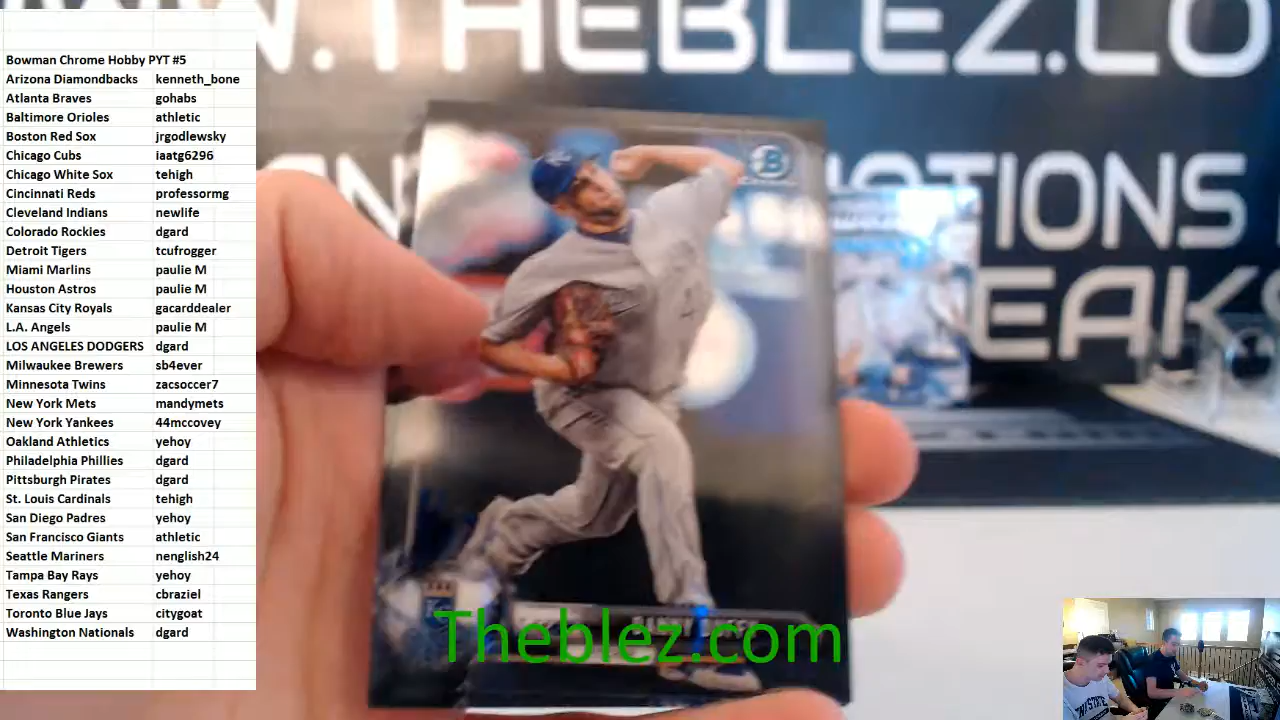 WWW.THEBLEZ.CO
OTIONS
EAKS
Bowman Chrome Hobby PYT #5
Arizona Diamondbacks kenneth_bone
Atlanta Braves gohabs
Baltimore Orioles athletic
Boston Red Sox jrgodlewsky
Chicago Cubs iaatg6296
Chicago White Sox tehigh
Cincinnati Reds professormg
Cleveland Indians newlife
Colorado Rockies dgard
Detroit Tigers tcufrogger
Miami Marlins paulie M
Houston Astros paulie M
Kansas City Royals gacarddealer
L.A. Angels paulie M
LOS ANGELES DODGERS dgard
Milwaukee Brewers sb4ever
Minnesota Twins zacsoccer7
New York Mets mandymets
New York Yankees 44mccovey
Oakland Athletics yehoy
Philadelphia Phillies dgard
Pittsburgh Pirates dgard
St. Louis Cardinals tehigh
San Diego Padres yehoy
San Francisco Giants athletic
Seattle Mariners nenglish24
Tampa Bay Rays yehoy
Texas Rangers cbraziel
Toronto Blue Jays citygoat
Washington Nationals dgard
B
Theblez.com